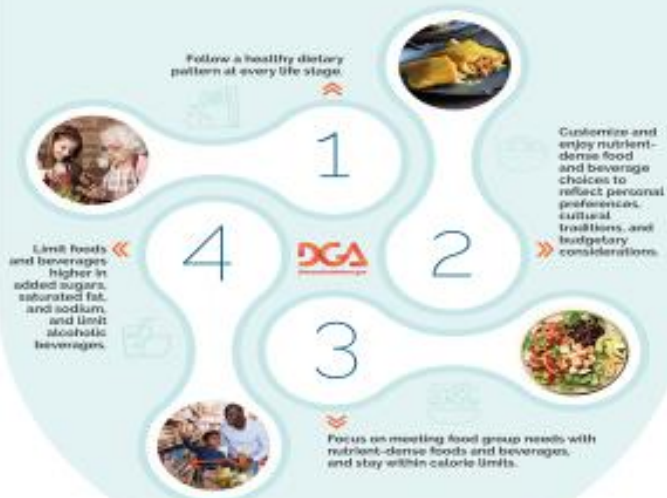 Follow a healthy dietary
pattern at every life stage.
1
Customize and
enjoy nutrient-
dense food
and beverage
choices to
reflect personal
preferences,
cultural
traditions, and
budgetary
considerations.
2
DGA
3
Focus on meeting food group needs with
nutrient-dense foods and beverages,
and stay within calorie limits.
4
Limit foods
and beverages
higher in
added sugars,
saturated fat,
and sodium,
and limit
alcoholic
beverages.